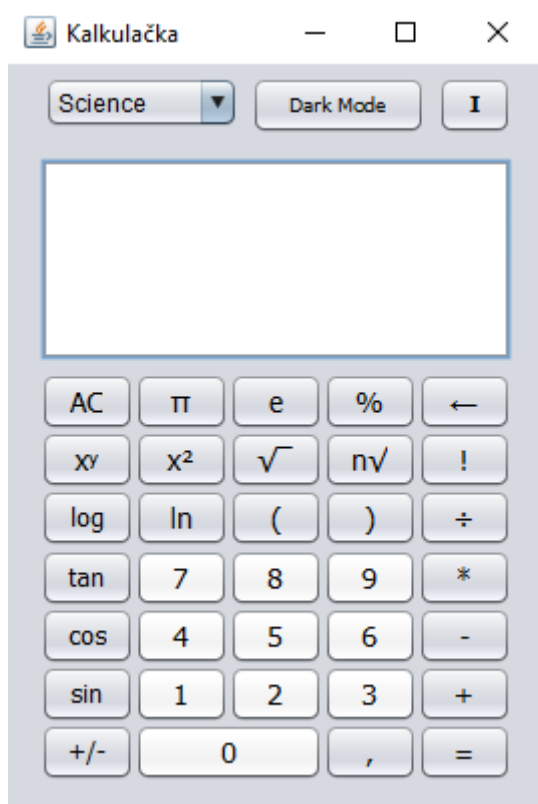 Kalkulačka
Science Dark Mode I
AC π e % ←
xʸ x² √‾ n√ !
log ln ( ) ÷
tan 7 8 9 *
cos 4 5 6 -
sin 1 2 3 +
+/- 0 , =